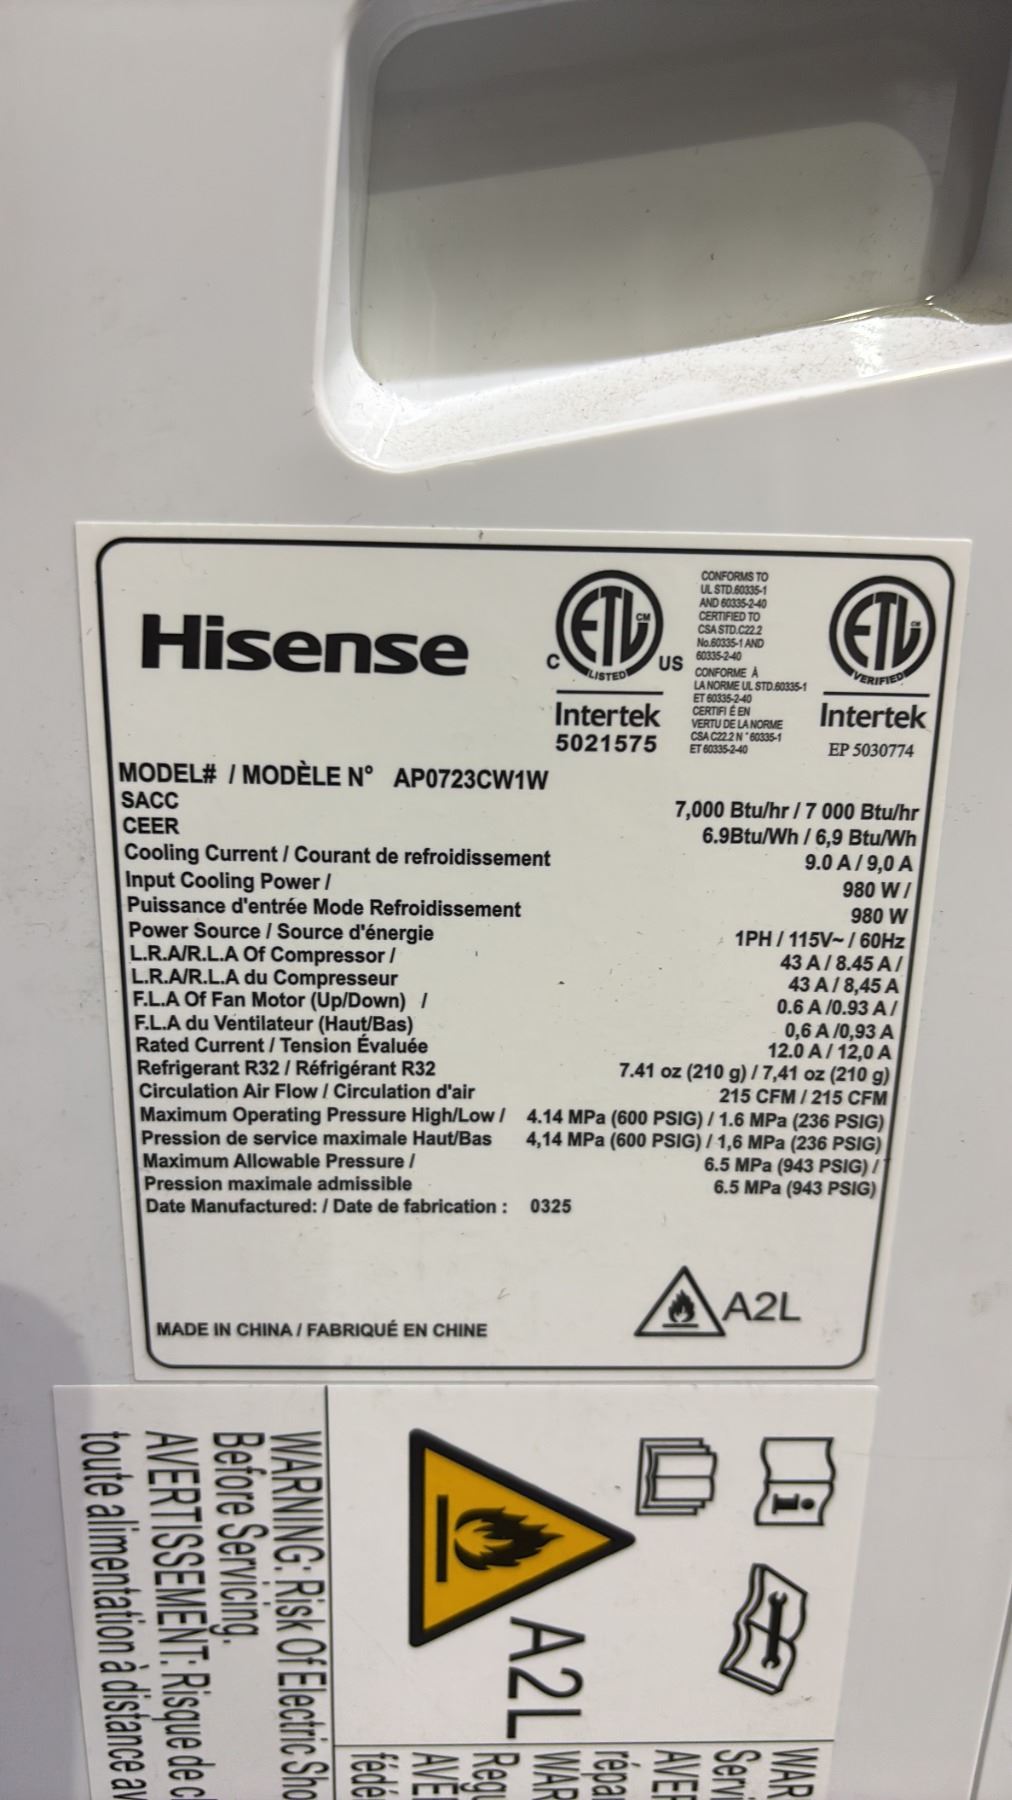 Hisense
ETL CM
LISTED
C US
Intertek
5021575
CONFORMS TO
UL STD.60335-1
AND 60335-2-40
CERTIFIED TO
CSA STD.C22.2
No.60335-1 AND
60335-2-40
CONFORME À
LA NORME UL STD.60335-1
ET 60335-2-40
CERTIFI É EN
VERTU DE LA NORME
CSA C22.2 N °60335-1
ET 60335-2-40
ETL CM
VERIFIED
Intertek
EP 5030774
MODEL# / MODÈLE N° AP0723CW1W
SACC 7,000 Btu/hr / 7 000 Btu/hr
CEER 6.9Btu/Wh / 6,9 Btu/Wh
Cooling Current / Courant de refroidissement 9.0 A / 9,0 A
Input Cooling Power / 980 W /
Puissance d'entrée Mode Refroidissement 980 W
Power Source / Source d'énergie 1PH / 115V~ / 60Hz
L.R.A/R.L.A Of Compressor / 43 A / 8.45 A /
L.R.A/R.L.A du Compresseur 43 A / 8,45 A
F.L.A Of Fan Motor (Up/Down) / 0.6 A /0.93 A /
F.L.A du Ventilateur (Haut/Bas) 0,6 A /0,93 A
Rated Current / Tension Évaluée 12.0 A / 12,0 A
Refrigerant R32 / Réfrigérant R32 7.41 oz (210 g) / 7,41 oz (210 g)
Circulation Air Flow / Circulation d'air 215 CFM / 215 CFM
Maximum Operating Pressure High/Low / 4.14 MPa (600 PSIG) / 1.6 MPa (236 PSIG)
Pression de service maximale Haut/Bas 4,14 MPa (600 PSIG) / 1,6 MPa (236 PSIG)
Maximum Allowable Pressure / 6.5 MPa (943 PSIG) /
Pression maximale admissible 6.5 MPa (943 PSIG)
Date Manufactured: / Date de fabrication : 0325
A2L
MADE IN CHINA / FABRIQUÉ EN CHINE
WARNING: Risk Of Electric Sho
Before Servicing.
AVERTISSEMENT: Risque de c
toute alimentation à distance av
A2L
WAR
Servi
AVER
répa
WAR
Regu
AVE
fédé